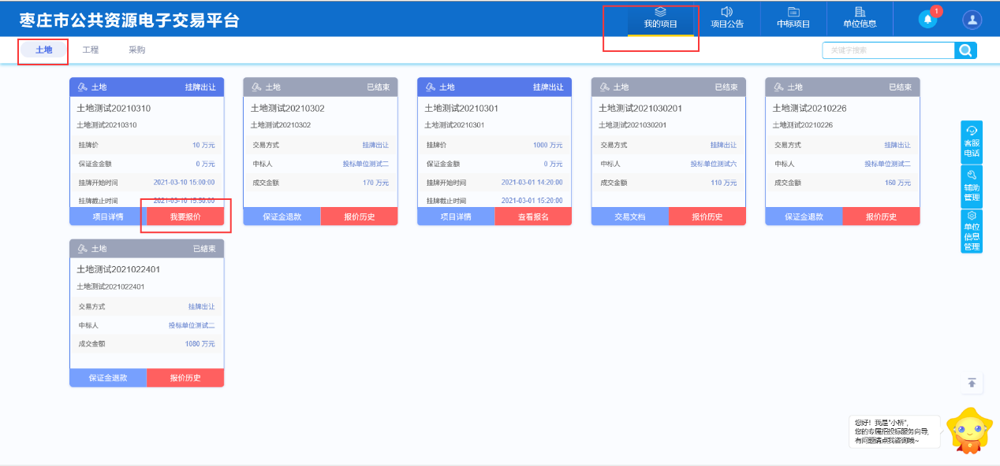 枣庄市公共资源电子交易平台
我的项目
项目公告
中标项目
单位信息
1
土地
工程
采购
关键字搜索
土地
挂牌出让
土地测试20210310
土地测试20210310
挂牌价
10 万元
保证金金额
0 万元
挂牌开始时间
2021-03-10 15:00:00
挂牌截止时间
2021-03-10 15:50:00
项目详情
我要报价
土地
已结束
土地测试20210302
土地测试20210302
交易方式
挂牌出让
中标人
投标单位测试二
成交金额
170 万元
保证金退款
报价历史
土地
挂牌出让
土地测试20210301
土地测试20210301
挂牌价
1000 万元
保证金金额
0 万元
挂牌开始时间
2021-03-01 14:20:00
挂牌截止时间
2021-03-01 15:20:00
项目详情
查看报名
土地
已结束
土地测试2021030201
土地测试2021030201
交易方式
挂牌出让
中标人
投标单位测试六
成交金额
110 万元
交易文档
报价历史
土地
已结束
土地测试20210226
土地测试20210226
交易方式
挂牌出让
中标人
投标单位测试二
成交金额
160 万元
保证金退款
报价历史
土地
已结束
土地测试2021022401
土地测试2021022401
交易方式
挂牌出让
中标人
投标单位测试二
成交金额
1080 万元
保证金退款
报价历史
客服
电话
辅助
管理
单位
信息
管理
您好！我是"小桥",
您的专属招投标服务向导,
有问题请点我咨询哦~